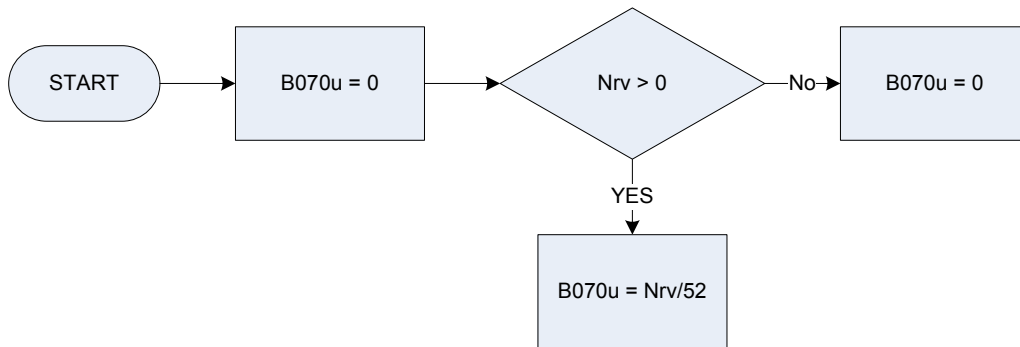 START
B070u = 0
Nrv > 0
No
B070u = 0
YES
B070u = Nrv/52